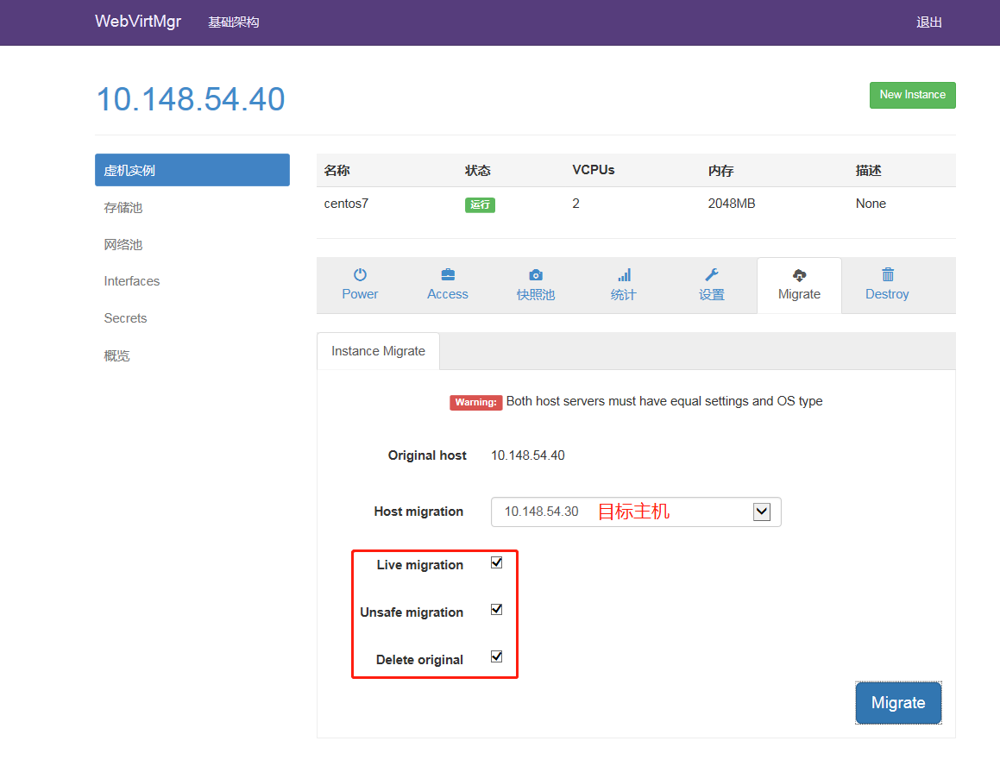 WebVirtMgr 基础架构 退出
10.148.54.40
New Instance
虚机实例
存储池
网络池
Interfaces
Secrets
概览
名称 状态 VCPUs 内存 描述
centos7 运行 2 2048MB None
Power Access 快照池 统计 设置 Migrate Destroy
Instance Migrate
Warning: Both host servers must have equal settings and OS type
Original host 10.148.54.40
Host migration 10.148.54.30 目标主机
Live migration
Unsafe migration
Delete original
Migrate